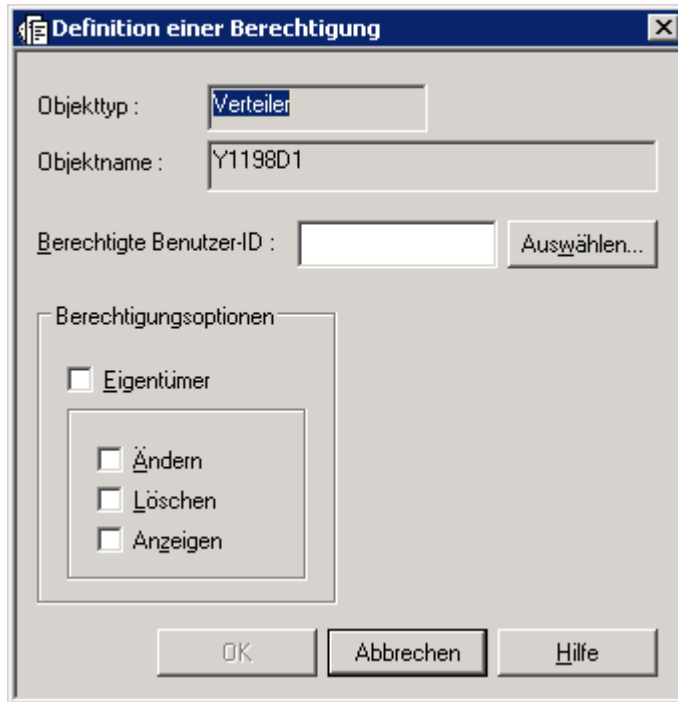 Definition einer Berechtigung
Objekttyp : Verteiler
Objektname : Y1198D1
Berechtigte Benutzer-ID : Auswählen...
Berechtigungsoptionen
Eigentümer
Ändern
Löschen
Anzeigen
OK Abbrechen Hilfe